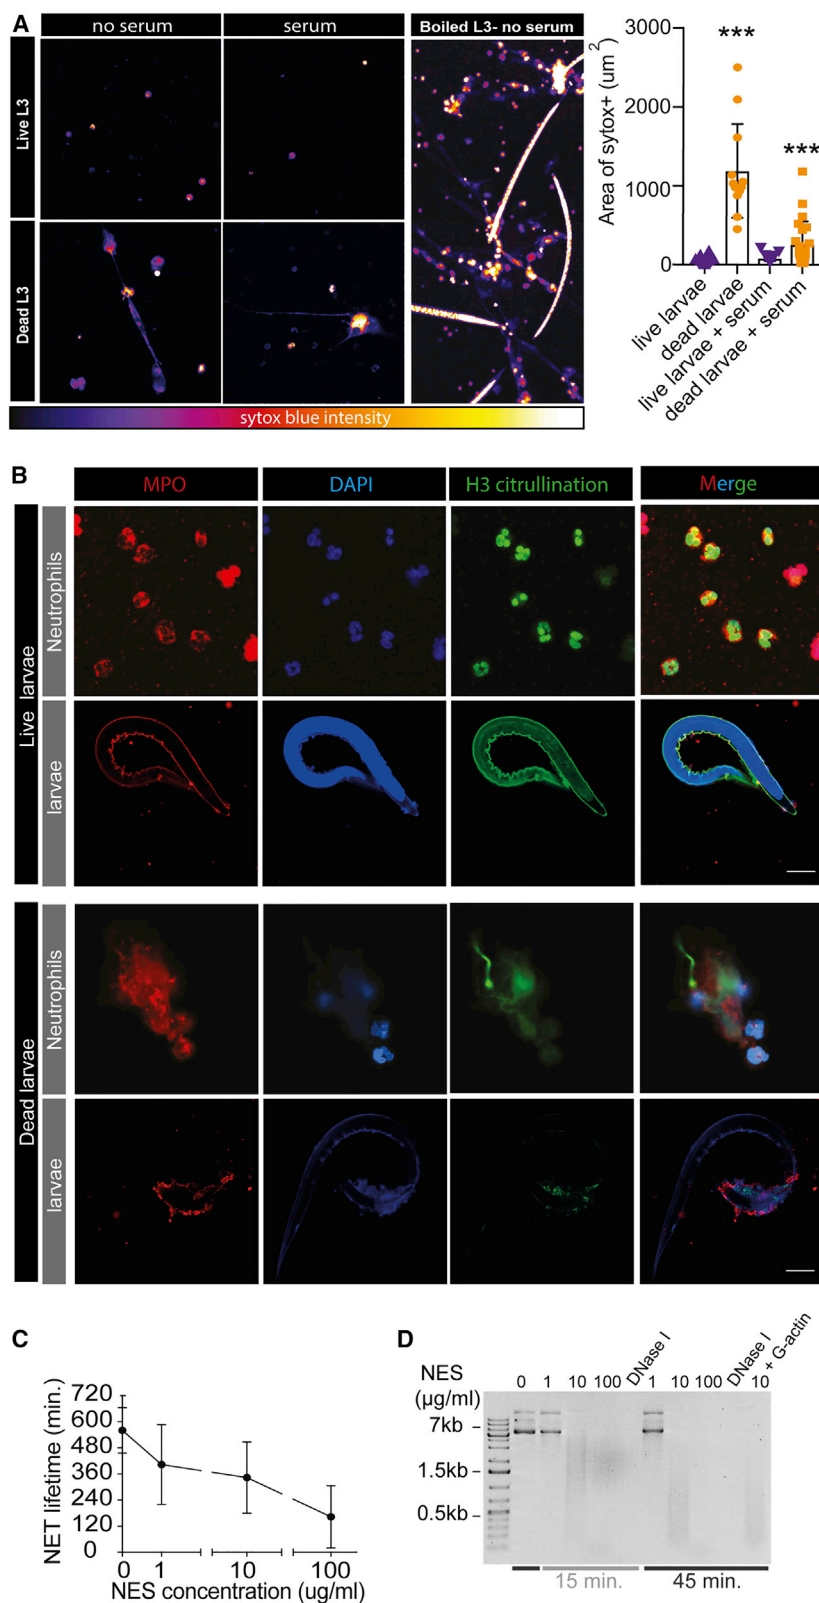 A
no serum
serum
Boiled L3- no serum
Live L3
Dead L3
sytox blue intensity
Area of sytox+ (um²)
3000
2000
1000
0
***
***
live larvae
dead larvae
live larvae + serum
dead larvae + serum
B
MPO
DAPI
H3 citrullination
Merge
Live larvae
Neutrophils
larvae
Dead larvae
Neutrophils
larvae
C
NET lifetime (min.)
720
600
480
360
240
120
0
0 1 10 100
NES concentration (ug/ml)
D
NES
(µg/ml)
0 1 10 100 DNase I 1 10 100 DNase I 10 + G-actin
7kb
1.5kb
0.5kb
15 min.
45 min.